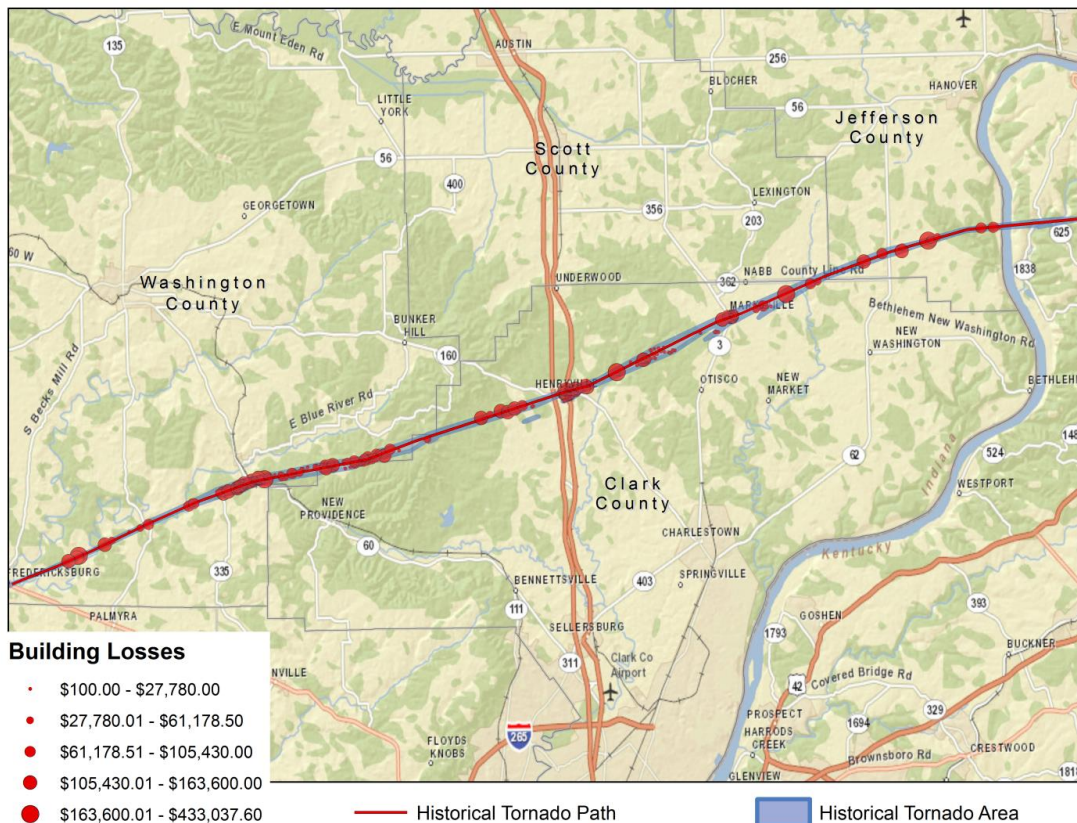 135
E Mount Eden Rd
AUSTIN
256
BLOCHER
HANOVER
LITTLE
YORK
56
Jefferson
County
56
Scott
County
400
GEORGETOWN
LEXINGTON
356
203
625
60 W
Washington
County
UNDERWOOD
362
NABB
County Line Rd
1838
BUNKER
HILL
Bethlehem New Washington Rd
NEW
WASHINGTON
160
3
S Becks Mill Rd
E Blue River Rd
OTISCO
NEW
MARKET
62
524
Indiana
WESTPORT
Clark
County
NEW
PROVIDENCE
CHARLESTOWN
60
Kentucky
FREDERICKSBURG
335
BENNETTSVILLE
403
SPRINGVILLE
393
PALMYRA
111
GOSHEN
SELLERSBURG
1793
BUCKNER
311
Clark Co
Airport
Covered Bridge Rd
42
329
PROSPECT
1694
265
FLOYDS
KNOBS
HARRODS
CREEK
Brownsboro Rd
CRESTWOOD
GLENVIEW
1818
Building Losses
$100.00 - $27,780.00
$27,780.01 - $61,178.50
$61,178.51 - $105,430.00
$105,430.01 - $163,600.00
$163,600.01 - $433,037.60
Historical Tornado Path
Historical Tornado Area